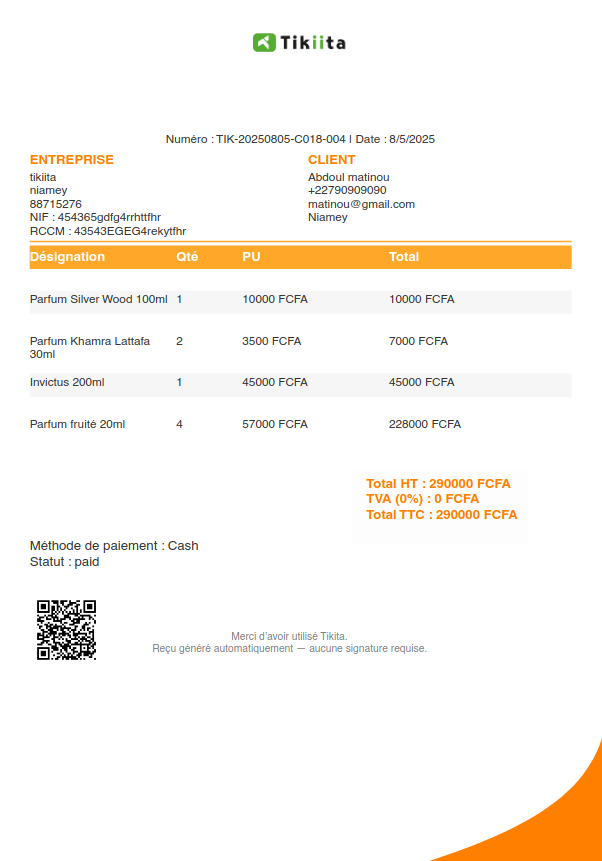 Tikiita
Numéro : TIK-20250805-C018-004 | Date : 8/5/2025
ENTREPRISE
tikiita
niamey
88715276
NIF : 454365gdfg4rrhttfhr
RCCM : 43543EGEG4rekytfhr
CLIENT
Abdoul matinou
+22790909090
matinou@gmail.com
Niamey
Désignation Qté PU Total
Parfum Silver Wood 100ml 1 10000 FCFA 10000 FCFA
Parfum Khamra Lattafa 2 3500 FCFA 7000 FCFA
30ml
Invictus 200ml 1 45000 FCFA 45000 FCFA
Parfum fruité 20ml 4 57000 FCFA 228000 FCFA
Total HT : 290000 FCFA
TVA (0%) : 0 FCFA
Total TTC : 290000 FCFA
Méthode de paiement : Cash
Statut : paid
Merci d’avoir utilisé Tikita.
Reçu généré automatiquement — aucune signature requise.